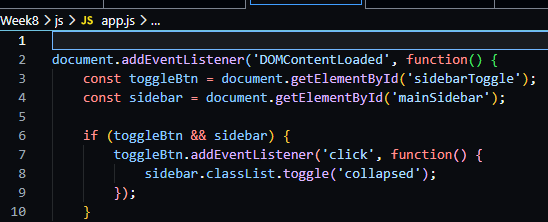 Week8 > js > JS app.js > ...
1
2 document.addEventListener('DOMContentLoaded', function() {
3     const toggleBtn = document.getElementById('sidebarToggle');
4     const sidebar = document.getElementById('mainSidebar');
5
6     if (toggleBtn && sidebar) {
7         toggleBtn.addEventListener('click', function() {
8             sidebar.classList.toggle('collapsed');
9         });
10     }